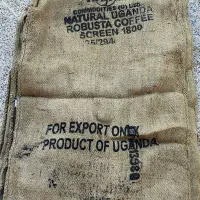 COMMODITIES (U) LTD.
NATURAL UGANDA
ROBUSTA COFFEE
SCREEN 1800
FOR EXPORT ONLY
PRODUCT OF UGANDA